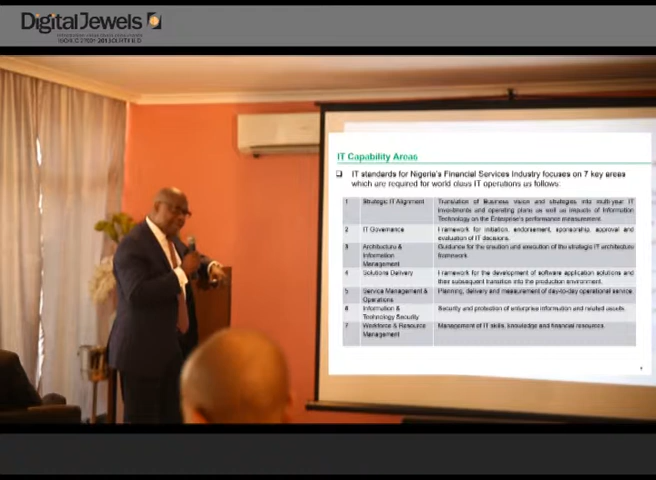 DigitalJewels
IT Capability Areas
IT standards for Nigeria's Financial Services Industry focuses on 7 key areas
which are required for world class IT operations as follows:
1 Strategic IT Alignment Translation of Business vision and strategies into multi-year IT
investments and operating plans as well as impacts of Information
Technology on the Enterprise's performance measurement.
2 IT Governance Framework for initiation, endorsement, sponsorship, approval and
evaluation of IT decisions.
3 Architecture & Guidance for the creation and execution of the strategic IT architecture
Information framework.
Management
4 Solutions Delivery Framework for the development of software application solutions and
their subsequent transition into the production environment.
5 Service Management & Planning, delivery and measurement of day-to-day operational service
Operations
6 Information & Security and protection of enterprise information and related assets.
Technology Security
7 Workforce & Resource Management of IT skills, knowledge and financial resources.
Management